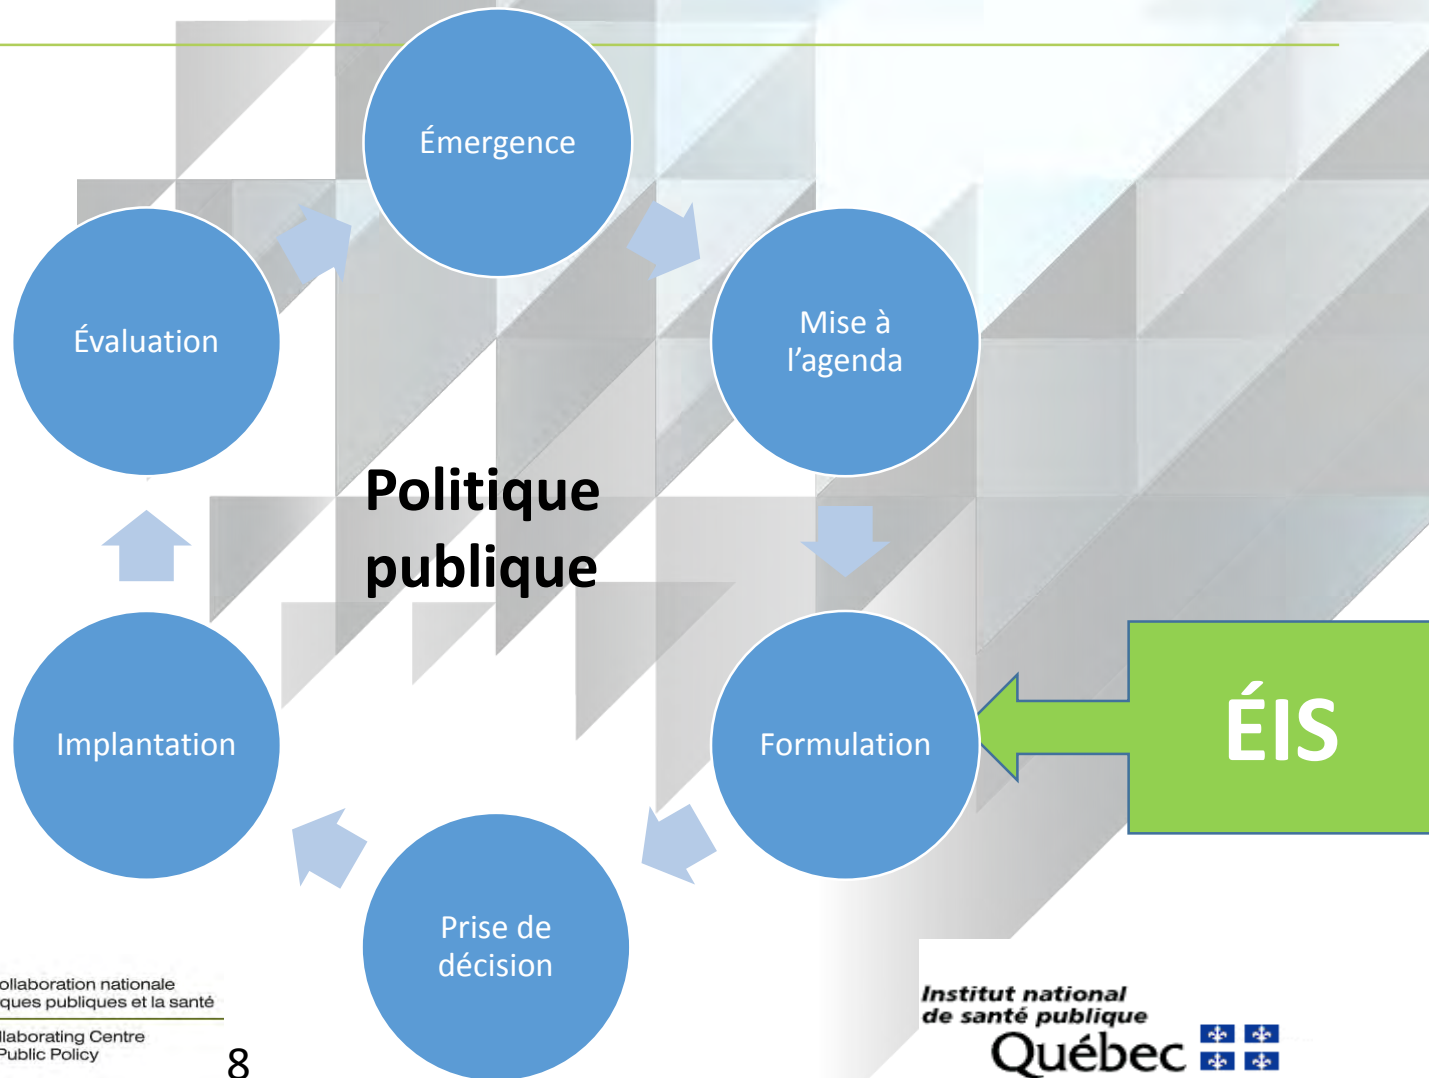 Émergence
Mise à
l’agenda
Évaluation
Politique
publique
Implantation
Formulation
ÉIS
Prise de
décision
ollaboration nationale
ques publiques et la santé
llaborating Centre
Public Policy
8
Institut national
de santé publique
Québec